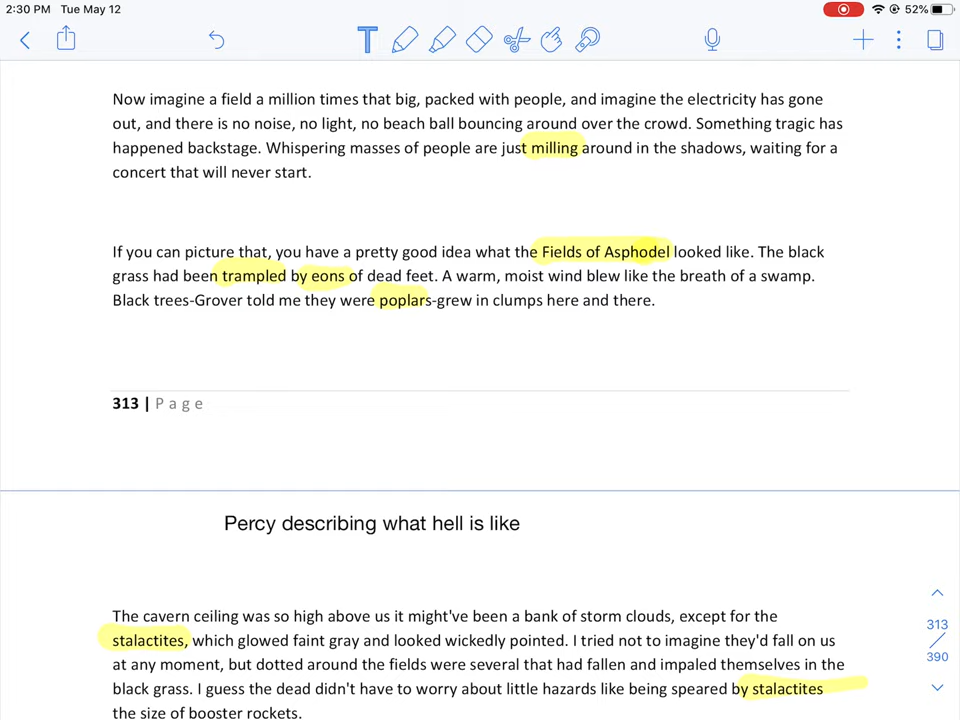 2:30 PM Tue May 12 52%
T
Now imagine a field a million times that big, packed with people, and imagine the electricity has gone
out, and there is no noise, no light, no beach ball bouncing around over the crowd. Something tragic has
happened backstage. Whispering masses of people are just milling around in the shadows, waiting for a
concert that will never start.
If you can picture that, you have a pretty good idea what the Fields of Asphodel looked like. The black
grass had been trampled by eons of dead feet. A warm, moist wind blew like the breath of a swamp.
Black trees-Grover told me they were poplars-grew in clumps here and there.
313 | Page
Percy describing what hell is like
The cavern ceiling was so high above us it might've been a bank of storm clouds, except for the
stalactites, which glowed faint gray and looked wickedly pointed. I tried not to imagine they'd fall on us
at any moment, but dotted around the fields were several that had fallen and impaled themselves in the
black grass. I guess the dead didn't have to worry about little hazards like being speared by stalactites
the size of booster rockets.
313
390